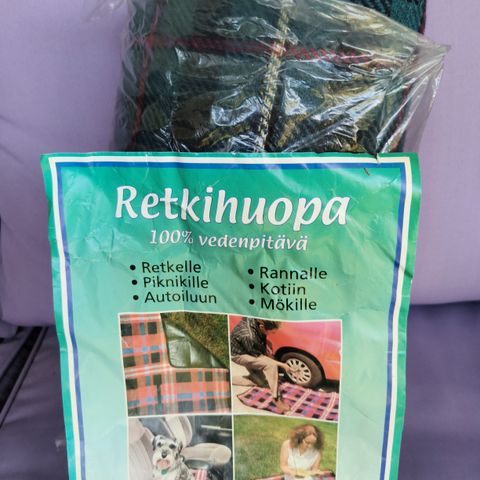 Retkihuopa
100% vedenpitävä
• Retkelle
• Piknikille
• Autoiluun
• Rannalle
• Kotiin
• Mökille